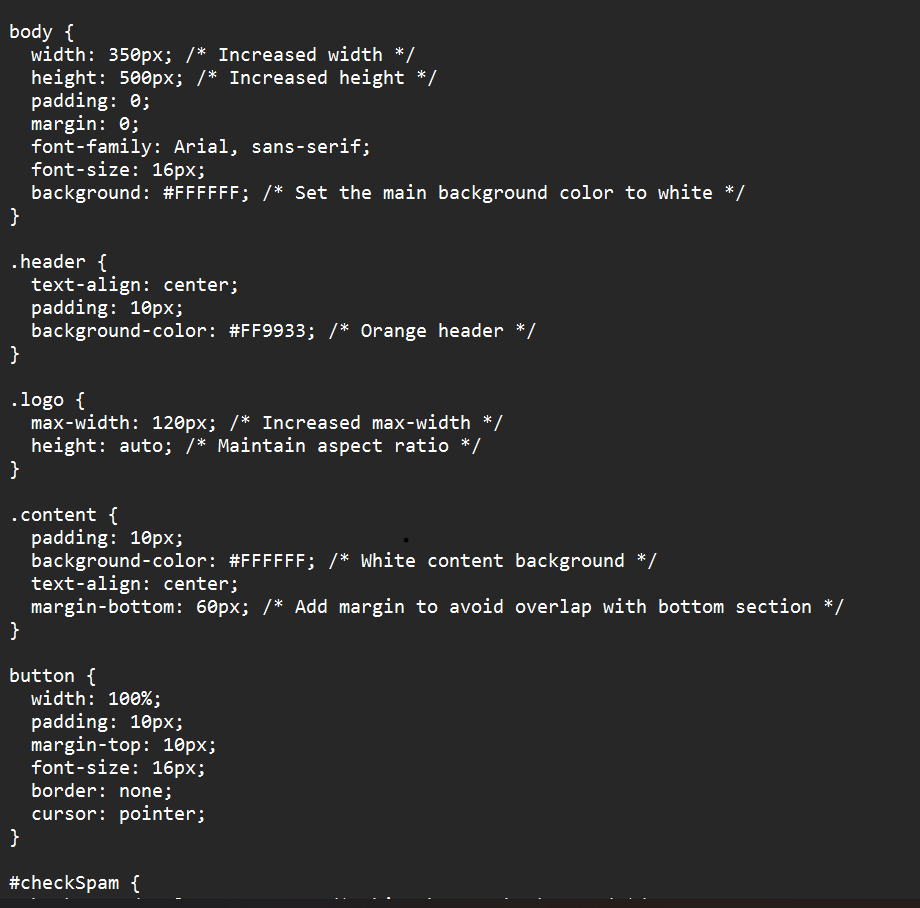 body {
  width: 350px; /* Increased width */
  height: 500px; /* Increased height */
  padding: 0;
  margin: 0;
  font-family: Arial, sans-serif;
  font-size: 16px;
  background: #FFFFFF; /* Set the main background color to white */
}

.header {
  text-align: center;
  padding: 10px;
  background-color: #FF9933; /* Orange header */
}

.logo {
  max-width: 120px; /* Increased max-width */
  height: auto; /* Maintain aspect ratio */
}

.content {
  padding: 10px;
  background-color: #FFFFFF; /* White content background */
  text-align: center;
  margin-bottom: 60px; /* Add margin to avoid overlap with bottom section */
}

button {
  width: 100%;
  padding: 10px;
  margin-top: 10px;
  font-size: 16px;
  border: none;
  cursor: pointer;
}

#checkSpam {